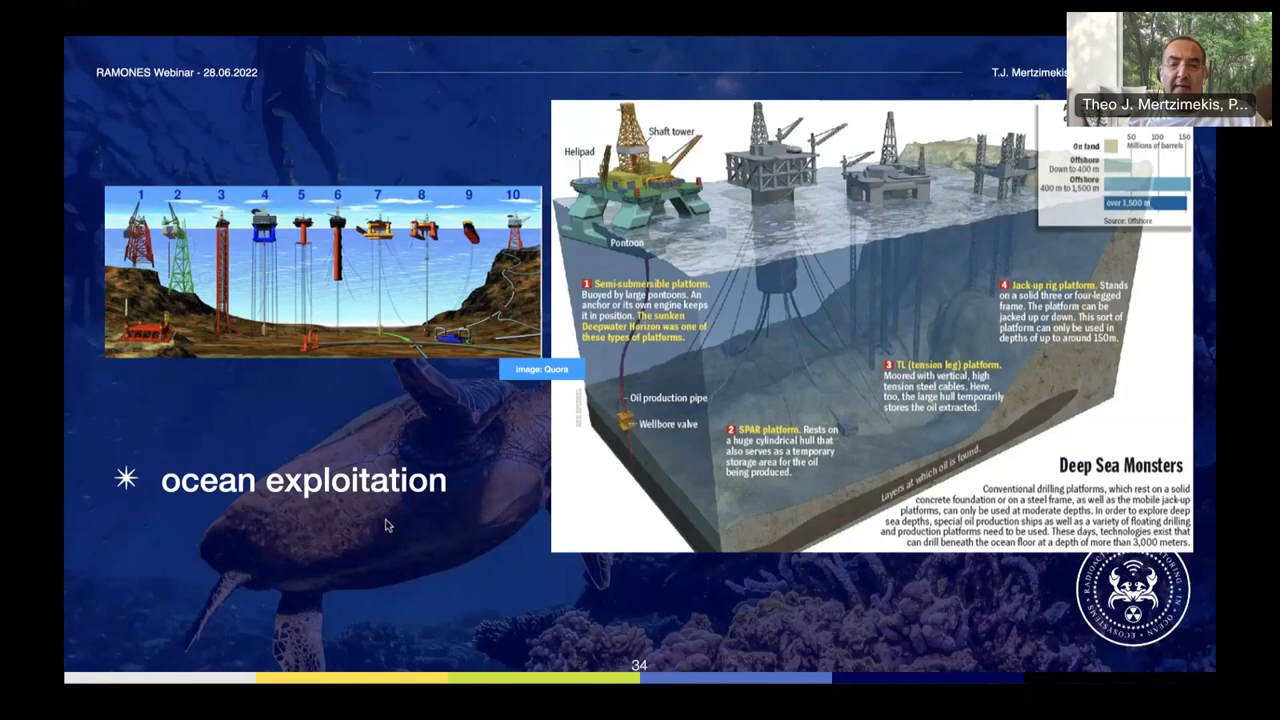 RAMONES Webinar - 28.06.2022
T.J. Mertzimekis
Theo J. Mertzimekis, P...
1 2 3 4 5 6 7 8 9 10
image: Quora
ocean exploitation
Helipad
Shaft tower
Pontoon
1 Semi-submersible platform.
Buoyed by large pontoons. An
anchor or its own engine keeps
it in position. The sunken
Deepwater Horizon was one of
these types of platforms.
Oil production pipe
Wellbore valve
2 SPAR platform. Rests on
a huge cylindrical hull that
also serves as a temporary
storage area for the oil
being produced.
3 TL (tension leg) platform.
Moored with vertical, high
tension steel cables. Here,
too, the large hull temporarily
stores the oil extracted.
4 Jack-up rig platform. Stands
on a solid three or four-legged
frame. The platform can be
jacked up or down. This sort of
platform can only be used in
depths of up to around 150m.
50 100 150
Millions of barrels
On land
Offshore
Down to 400 m
Offshore
400 m to 1,500 m
over 1,500 m
Source: Offshore
Layers at which oil is found.
Deep Sea Monsters
Conventional drilling platforms, which rest on a solid
concrete foundation or on a steel frame, as well as the mobile jack-up
platforms, can only be used at moderate depths. In order to explore deep
sea depths, special oil production ships as well as a variety of floating drilling
and production platforms need to be used. These days, technologies exist that
can drill beneath the ocean floor at a depth of more than 3,000 meters.
IN OCEAN ECOSYSTEMS
34